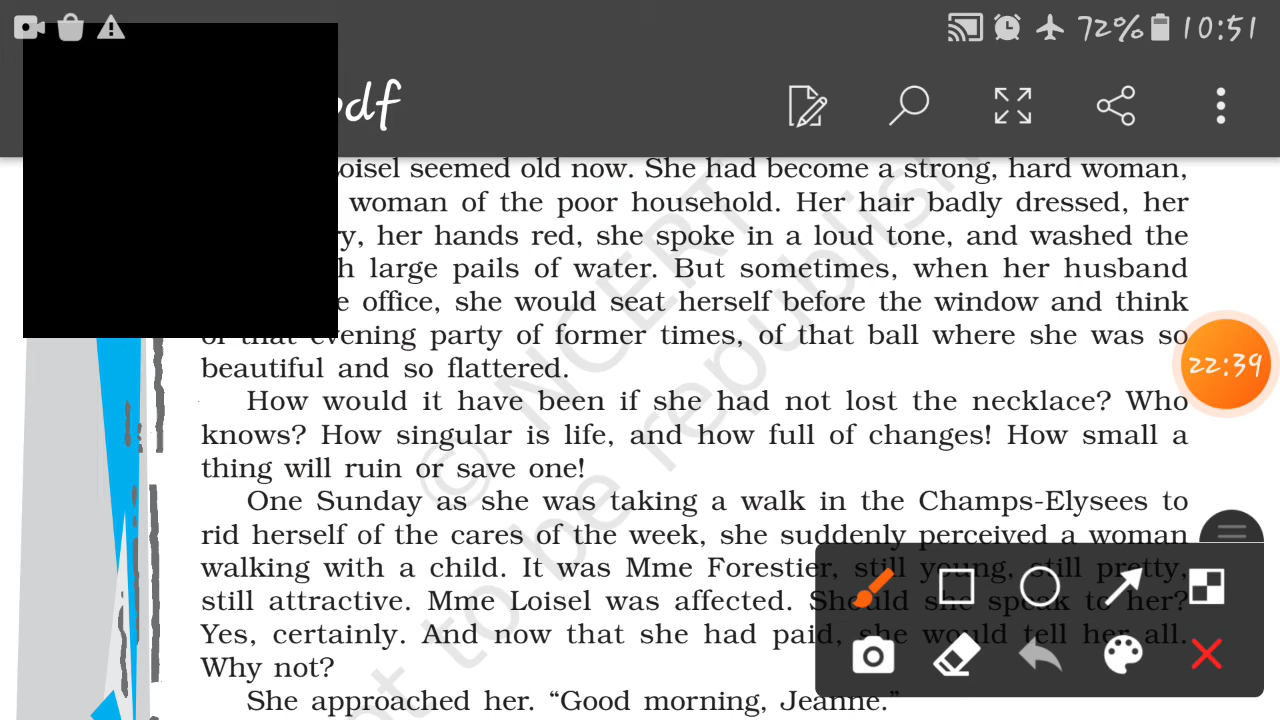 72% 10:51
pdf
Loisel seemed old now. She had become a strong, hard woman,
woman of the poor household. Her hair badly dressed, her
her hands red, she spoke in a loud tone, and washed the
large pails of water. But sometimes, when her husband
office, she would seat herself before the window and think
of that evening party of former times, of that ball where she was so
beautiful and so flattered.
22:39
How would it have been if she had not lost the necklace? Who
knows? How singular is life, and how full of changes! How small a
thing will ruin or save one!
One Sunday as she was taking a walk in the Champs-Elysees to
rid herself of the cares of the week, she suddenly perceived a woman
walking with a child. It was Mme Forestier, still young, still pretty,
still attractive. Mme Loisel was affected. Should she speak to her?
Yes, certainly. And now that she had paid, she would tell her all.
Why not?
She approached her. “Good morning, Jeanne.”
© NCERT
not to be republish